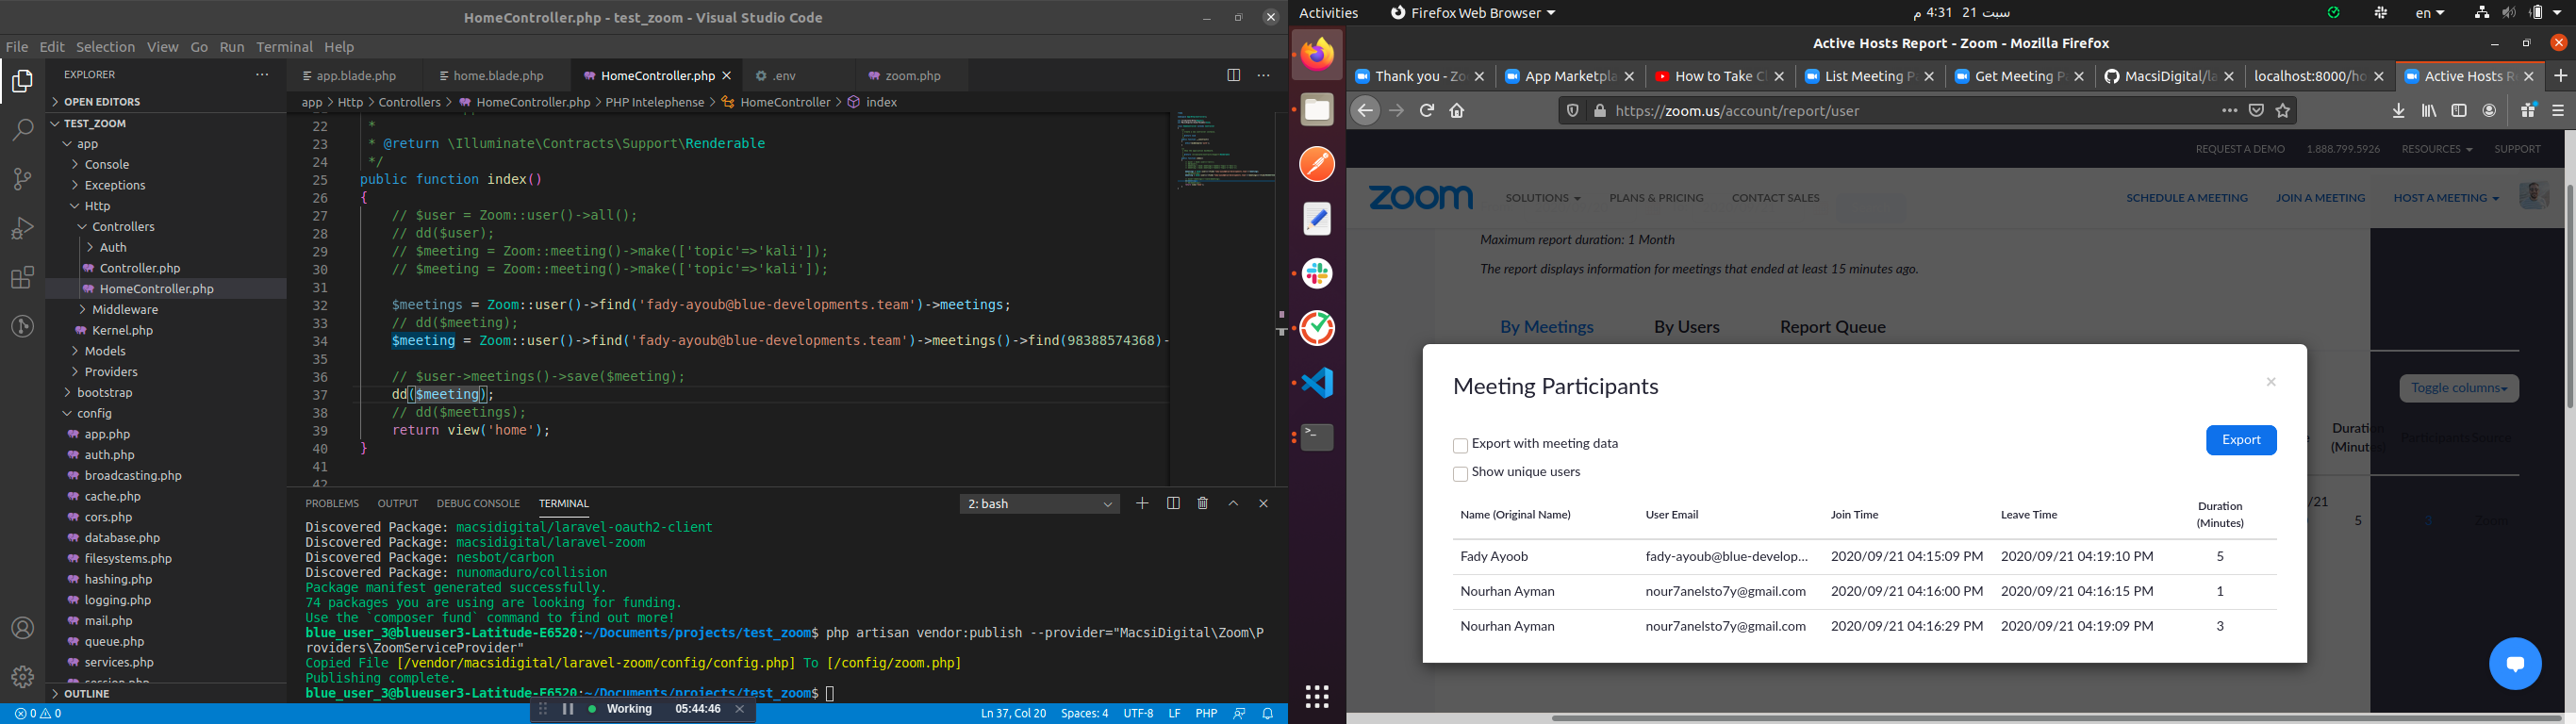 HomeController.php - test_zoom - Visual Studio Code
File Edit Selection View Go Run Terminal Help
EXPLORER
OPEN EDITORS
TEST_ZOOM
app
Console
Exceptions
Http
Controllers
Auth
Controller.php
HomeController.php
Middleware
Kernel.php
Models
Providers
bootstrap
config
app.php
auth.php
broadcasting.php
cache.php
cors.php
database.php
filesystems.php
hashing.php
logging.php
mail.php
queue.php
services.php
session.php
OUTLINE
app.blade.php home.blade.php HomeController.php .env zoom.php
app > Http > Controllers > HomeController.php > PHP Intelephense > HomeController > index
22 *
23 * @return \Illuminate\Contracts\Support\Renderable
24 */
25 public function index()
26 {
27 // $user = Zoom::user()->all();
28 // dd($user);
29 // $meeting = Zoom::meeting()->make(['topic'=>'kali']);
30 // $meeting = Zoom::meeting()->make(['topic'=>'kali']);
31
32 $meetings = Zoom::user()->find('fady-ayoub@blue-developments.team')->meetings;
33 // dd($meeting);
34 $meeting = Zoom::user()->find('fady-ayoub@blue-developments.team')->meetings()->find(98388574368)-
35
36 // $user->meetings()->save($meeting);
37 dd($meeting);
38 // dd($meetings);
39 return view('home');
40 }
41
42
PROBLEMS OUTPUT DEBUG CONSOLE TERMINAL 2: bash
Discovered Package: macsidigital/laravel-oauth2-client
Discovered Package: macsidigital/laravel-zoom
Discovered Package: nesbot/carbon
Discovered Package: nunomaduro/collision
Package manifest generated successfully.
74 packages you are using are looking for funding.
Use the `composer fund` command to find out more!
blue_user_3@blueuser3-Latitude-E6520:~/Documents/projects/test_zoom$ php artisan vendor:publish --provider="MacsiDigital\Zoom\P
roviders\ZoomServiceProvider"
Copied File [/vendor/macsidigital/laravel-zoom/config/config.php] To [/config/zoom.php]
Publishing complete.
blue_user_3@blueuser3-Latitude-E6520:~/Documents/projects/test_zoom$
0 0 Ln 37, Col 20 Spaces: 4 UTF-8 LF PHP
Working 05:44:46
Activities Firefox Web Browser سبت 21 4:31 م en
Active Hosts Report - Zoom - Mozilla Firefox
Thank you - Zo App Marketpla How to Take C List Meeting P Get Meeting P MacsiDigital/la localhost:8000/ho Active Hosts R
https://zoom.us/account/report/user
REQUEST A DEMO 1.888.799.5926 RESOURCES SUPPORT
zoom SOLUTIONS PLANS & PRICING CONTACT SALES SCHEDULE A MEETING JOIN A MEETING HOST A MEETING
Maximum report duration: 1 Month
The report displays information for meetings that ended at least 15 minutes ago.
By Meetings By Users Report Queue
Toggle columns
Duration (Minutes) Participants Source
/21
5 3 Zoom
Meeting Participants
Export with meeting data
Export
Show unique users
Name (Original Name) User Email Join Time Leave Time Duration (Minutes)
Fady Ayoob fady-ayoub@blue-develop... 2020/09/21 04:15:09 PM 2020/09/21 04:19:10 PM 5
Nourhan Ayman nour7anelsto7y@gmail.com 2020/09/21 04:16:00 PM 2020/09/21 04:16:15 PM 1
Nourhan Ayman nour7anelsto7y@gmail.com 2020/09/21 04:16:29 PM 2020/09/21 04:19:09 PM 3